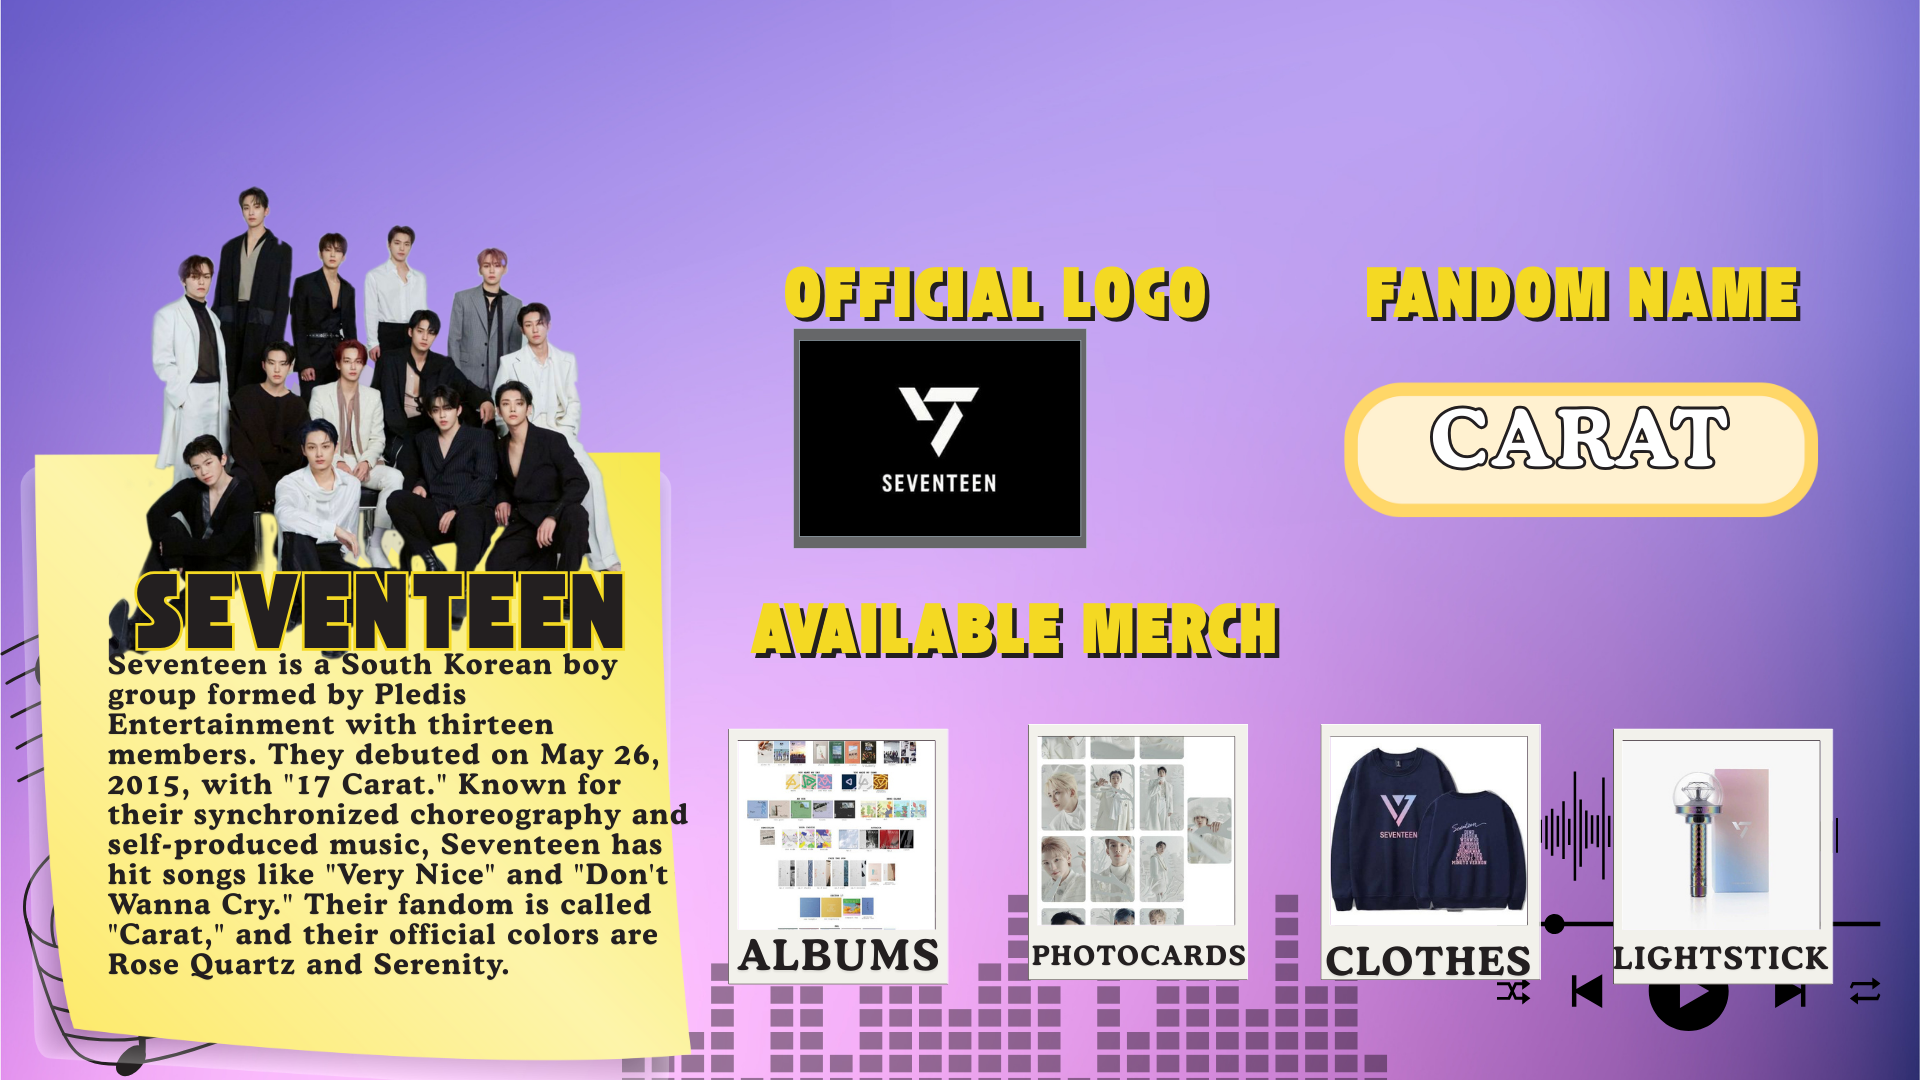 OFFICIAL LOGO
FANDOM NAME
SEVENTEEN
CARAT
SEVENTEEN
Seventeen is a South Korean boy
group formed by Pledis
Entertainment with thirteen
members. They debuted on May 26,
2015, with "17 Carat." Known for
their synchronized choreography and
self-produced music, Seventeen has
hit songs like "Very Nice" and "Don't
Wanna Cry." Their fandom is called
"Carat," and their official colors are
Rose Quartz and Serenity.
AVAILABLE MERCH
ALBUMS
PHOTOCARDS
SEVENTEEN
Seventeen
CLOTHES
LIGHTSTICK